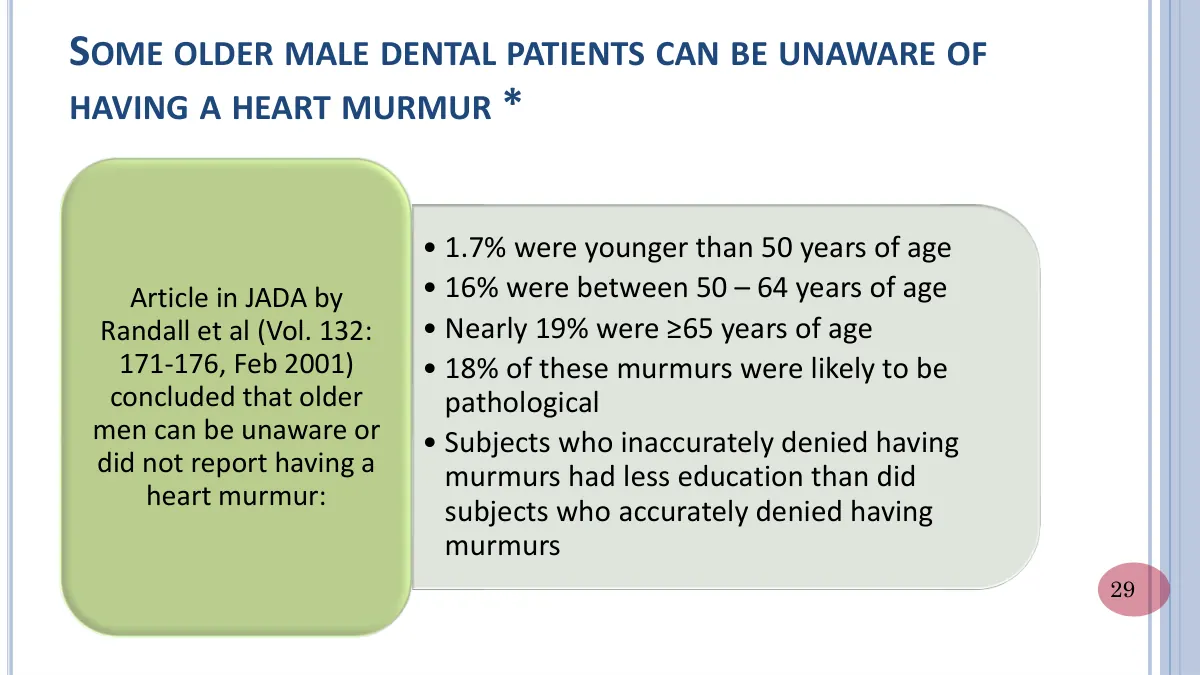 SOME OLDER MALE DENTAL PATIENTS CAN BE UNAWARE OF
HAVING A HEART MURMUR *
Article in JADA by
Randall et al (Vol. 132:
171-176, Feb 2001)
concluded that older
men can be unaware or
did not report having a
heart murmur:
• 1.7% were younger than 50 years of age
• 16% were between 50 – 64 years of age
• Nearly 19% were ≥65 years of age
• 18% of these murmurs were likely to be
pathological
• Subjects who inaccurately denied having
murmurs had less education than did
subjects who accurately denied having
murmurs
29